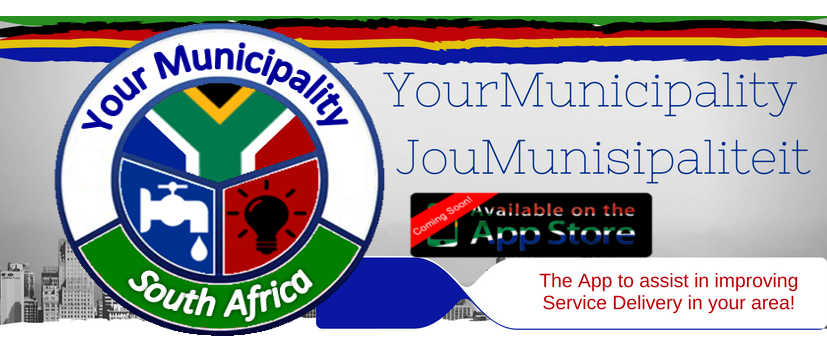 Your Municipality
South Africa
YourMunicipality
JouMunisipaliteit
Coming Soon!
Available on the
App Store
The App to assist in improving
Service Delivery in your area!